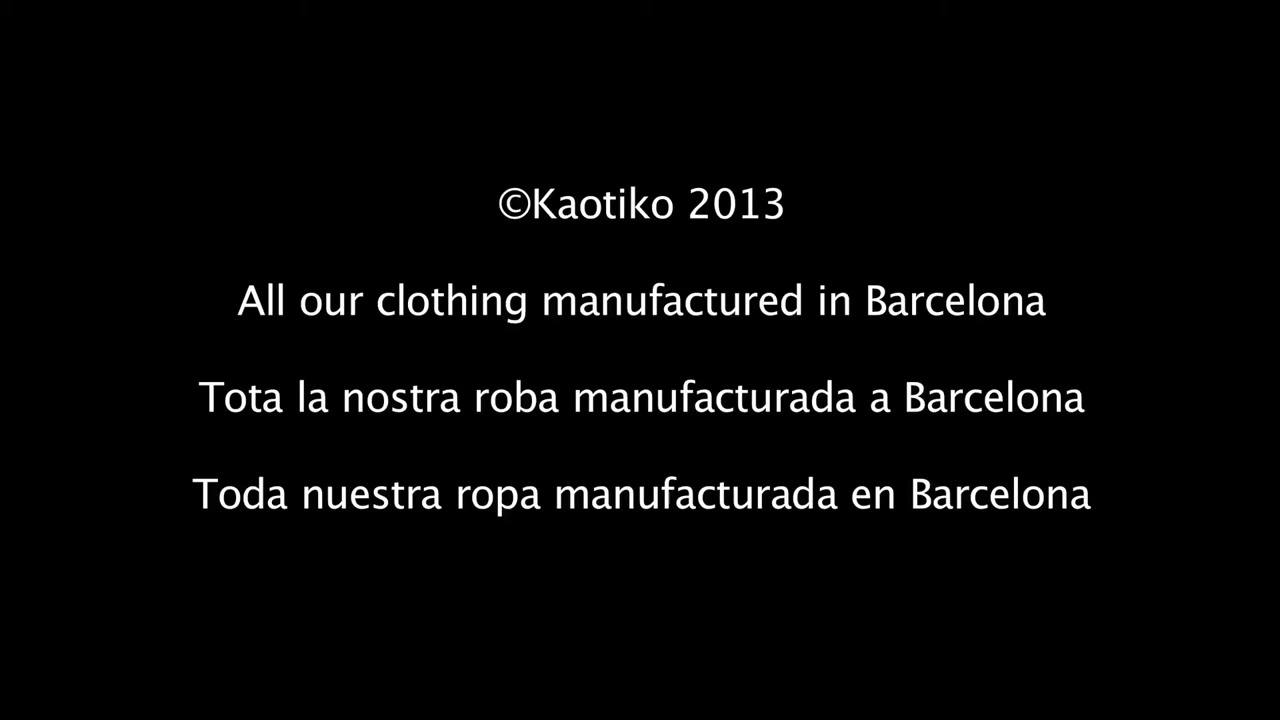 ©Kaotiko 2013
All our clothing manufactured in Barcelona
Tota la nostra roba manufacturada a Barcelona
Toda nuestra ropa manufacturada en Barcelona